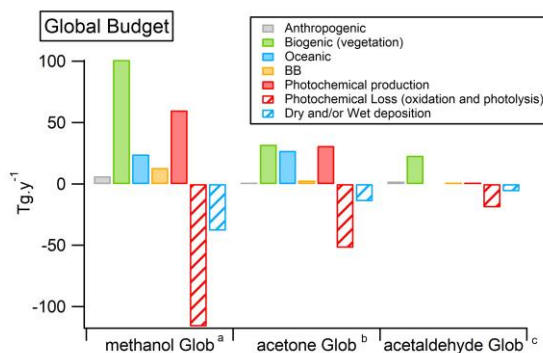 Global Budget
Anthropogenic
Biogenic (vegetation)
Oceanic
BB
Photochemical production
Photochemical Loss (oxidation and photolysis)
Dry and/or Wet deposition
100
50
0
-50
-100
Tg.y-1
methanol Glob a
acetone Glob b
acetaldehyde Glob c